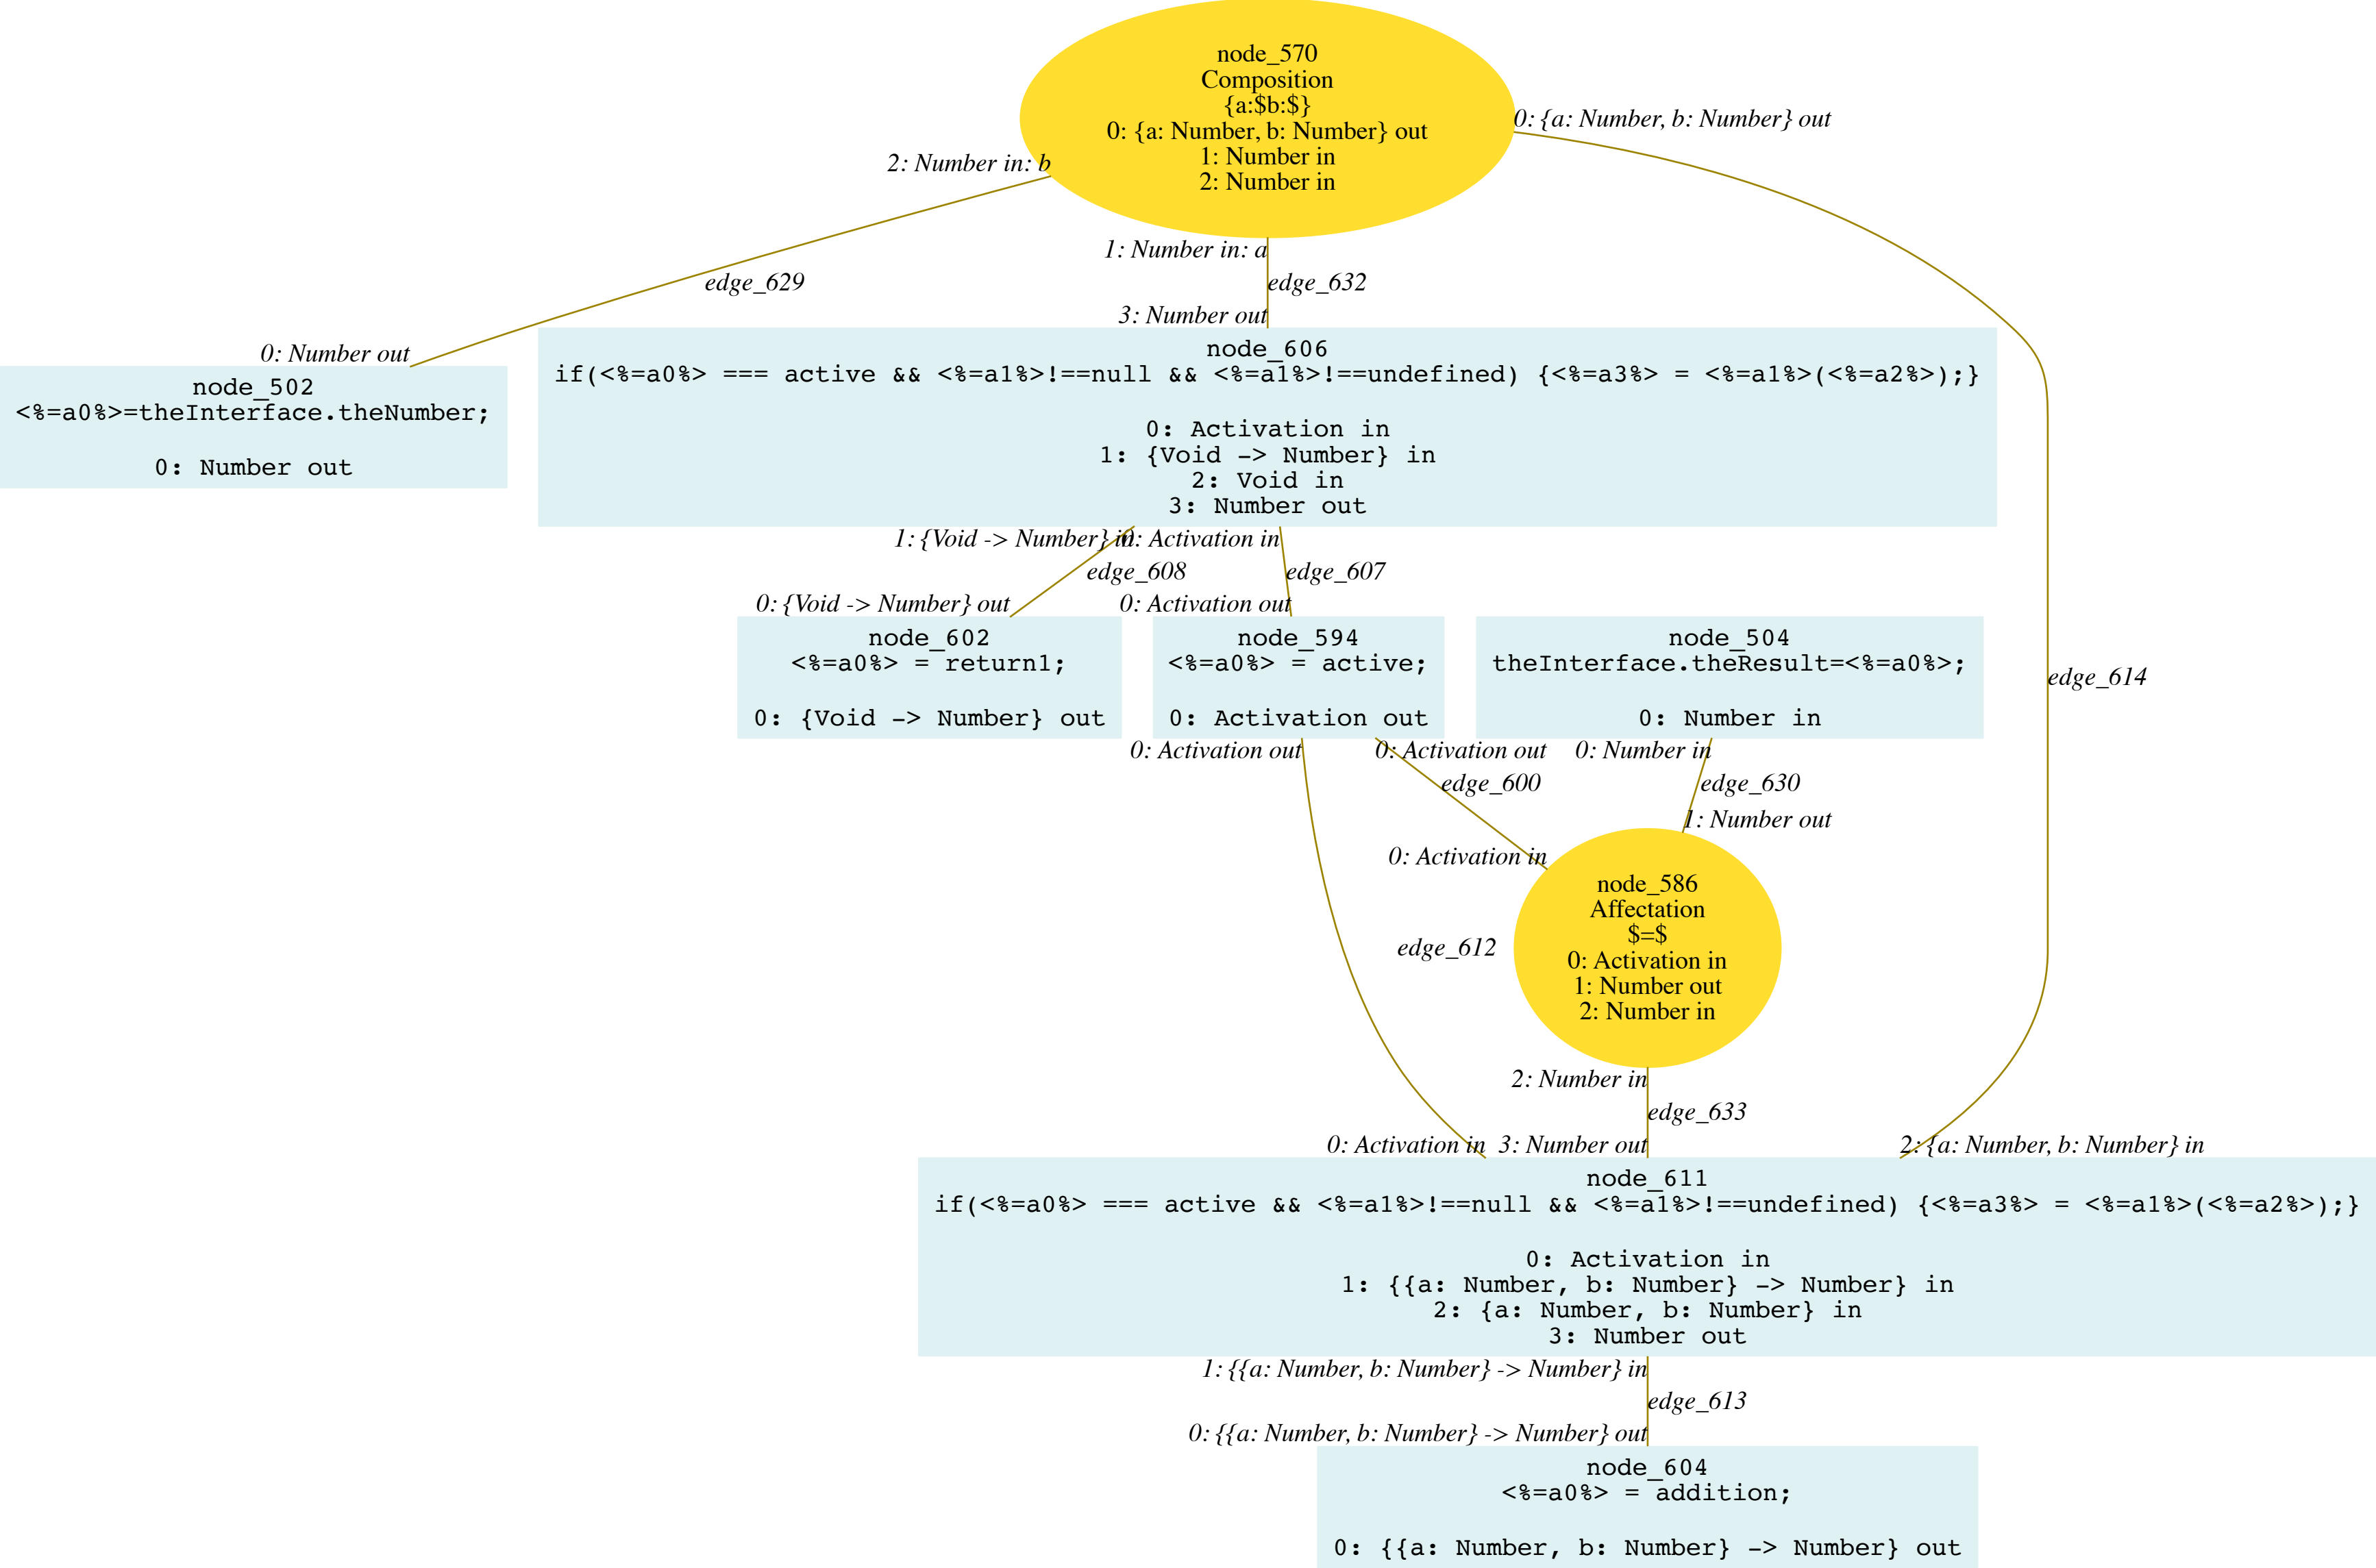 node_570
Composition
{a:$b:$}
0: {a: Number, b: Number} out
1: Number in
2: Number in
0: {a: Number, b: Number} out
2: Number in: b
1: Number in: a
edge_629
edge_632
3: Number out
0: Number out
node_502
<%=a0%>=theInterface.theNumber;
0: Number out
node_606
if(<%=a0%> === active && <%=a1%>!==null && <%=a1%>!==undefined) {<%=a3%> = <%=a1%>(<%=a2%>);}
0: Activation in
1: {Void -> Number} in
2: Void in
3: Number out
1: {Void -> Number} in
0: Activation in
edge_608
edge_607
0: {Void -> Number} out
0: Activation out
node_602
<%=a0%> = return1;
0: {Void -> Number} out
node_594
<%=a0%> = active;
0: Activation out
node_504
theInterface.theResult=<%=a0%>;
0: Number in
edge_614
0: Activation out
0: Activation out
0: Number in
edge_600
edge_630
1: Number out
0: Activation in
node_586
Affectation
$=$
0: Activation in
1: Number out
2: Number in
edge_612
2: Number in
edge_633
0: Activation in
3: Number out
2: {a: Number, b: Number} in
node_611
if(<%=a0%> === active && <%=a1%>!==null && <%=a1%>!==undefined) {<%=a3%> = <%=a1%>(<%=a2%>);}
0: Activation in
1: {{a: Number, b: Number} -> Number} in
2: {a: Number, b: Number} in
3: Number out
1: {{a: Number, b: Number} -> Number} in
edge_613
0: {{a: Number, b: Number} -> Number} out
node_604
<%=a0%> = addition;
0: {{a: Number, b: Number} -> Number} out